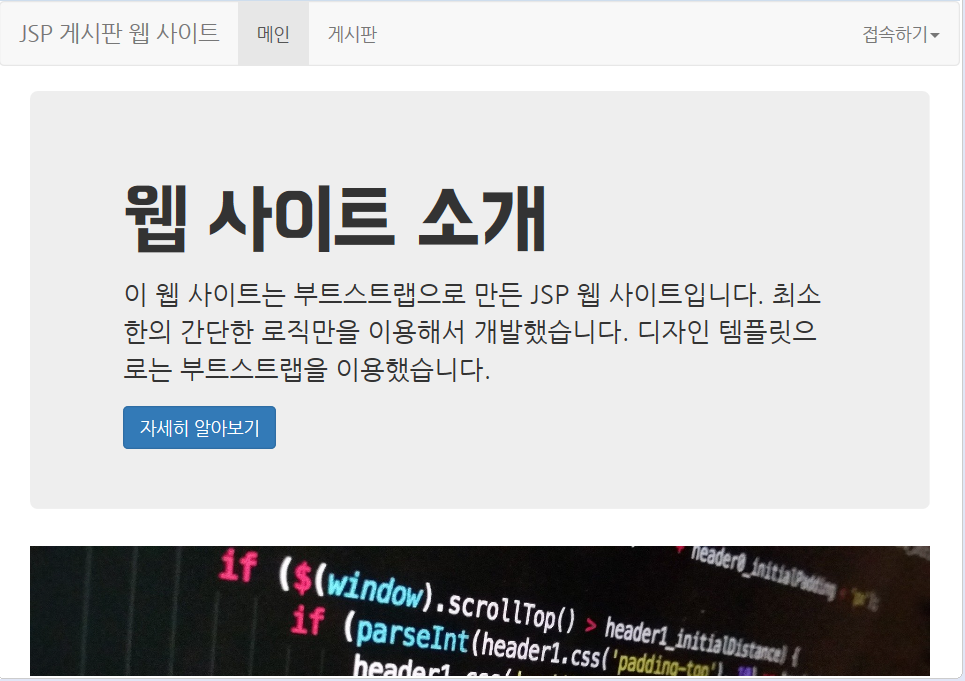 JSP 게시판 웹 사이트 메인 게시판 접속하기
웹 사이트 소개
이 웹 사이트는 부트스트랩으로 만든 JSP 웹 사이트입니다. 최소
한의 간단한 로직만을 이용해서 개발했습니다. 디자인 템플릿으
로는 부트스트랩을 이용했습니다.
자세히 알아보기
header0_initialPadding + 'px');
if ($(window).scrollTop() > header1_initialDistance) {
if (parseInt(header1.css('padding-top'), 10)
header1.css('